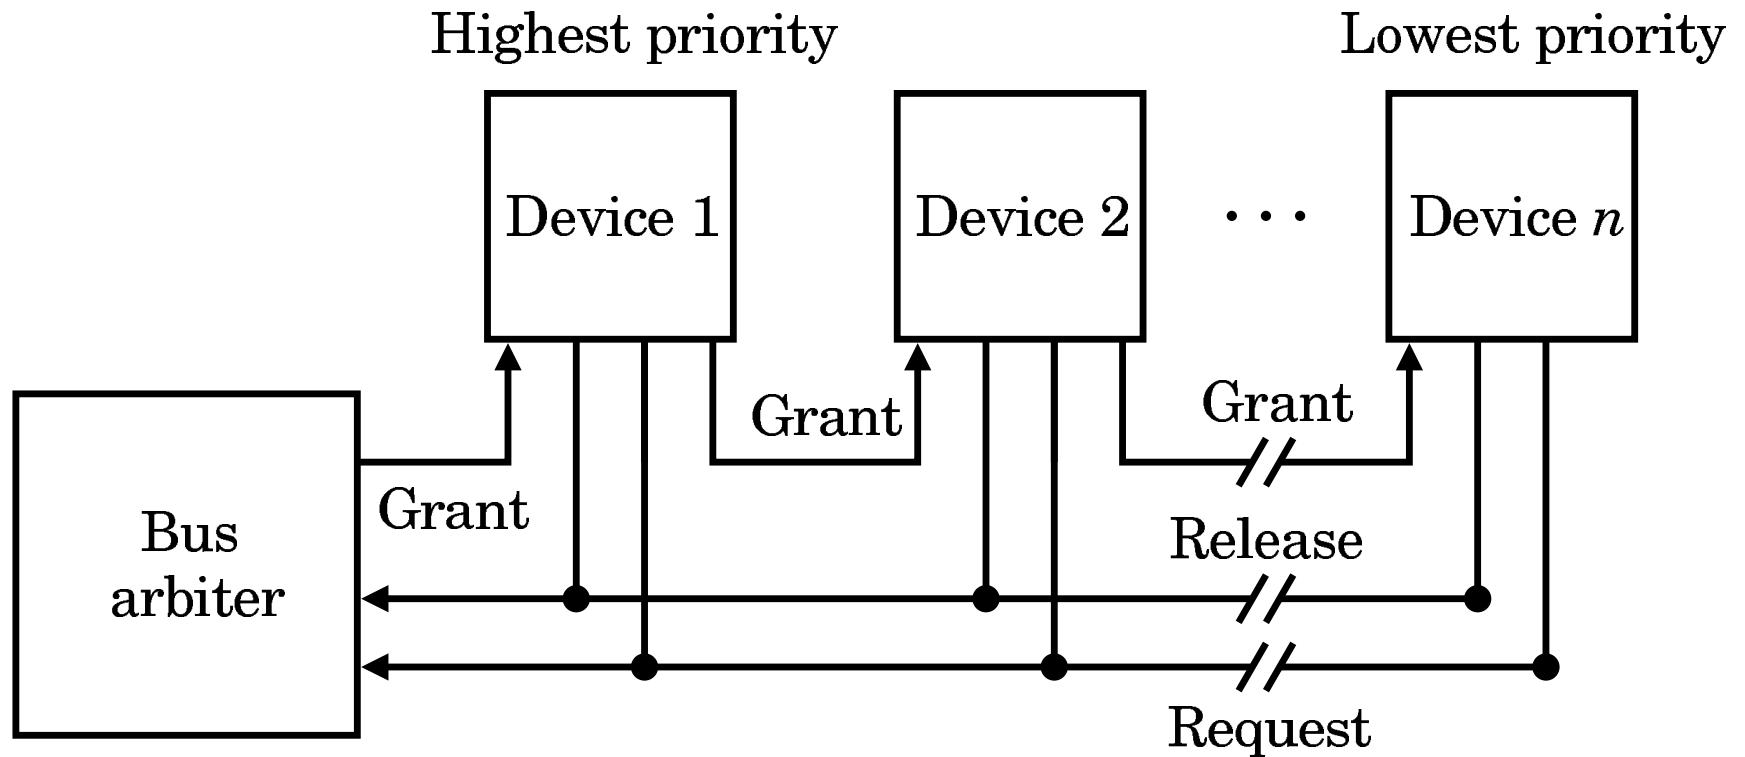 Highest priority
Lowest priority
Device 1
Device 2
. . .
Device n
Grant
Grant
Grant
Bus
arbiter
Release
Request